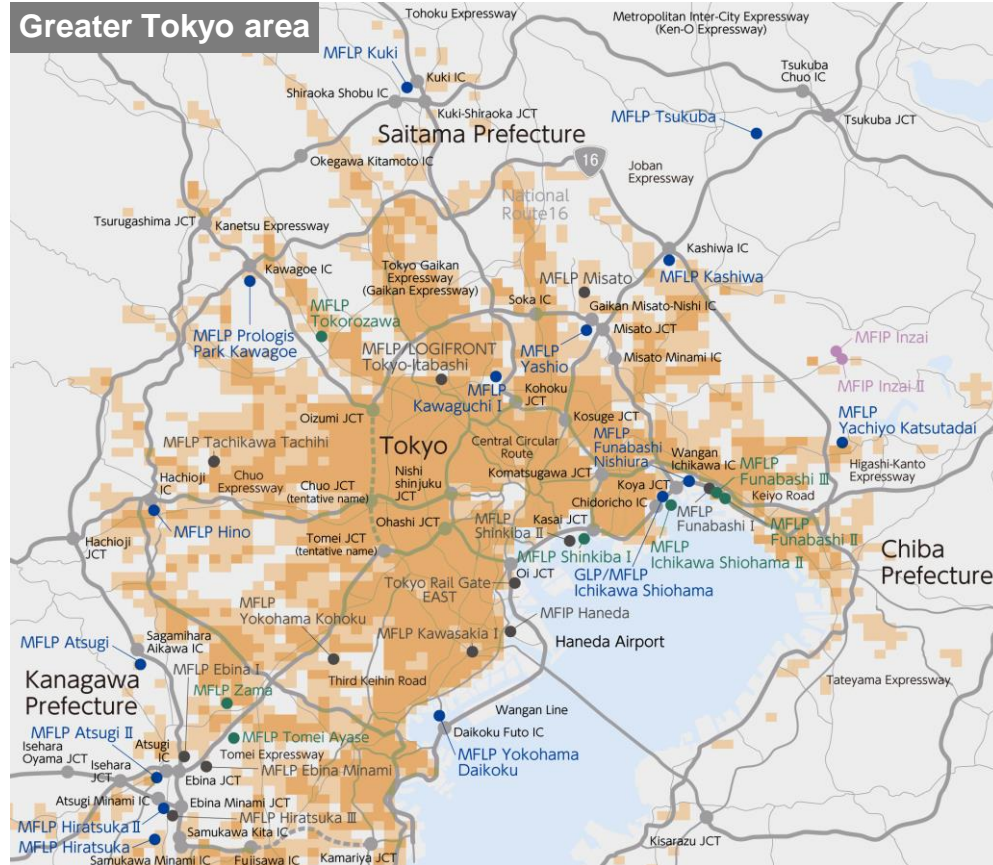 Greater Tokyo area
Tohoku Expressway
Metropolitan Inter-City Expressway
(Ken-O Expressway)
MFLP Kuki
Kuki IC
Tsukuba
Chuo IC
Shiraoka Shobu IC
Kuki-Shiraoka JCT
MFLP Tsukuba
Tsukuba JCT
Saitama Prefecture
Okegawa Kitamoto IC
16
Joban
Expressway
National
Route16
Tsurugashima JCT
Kanetsu Expressway
Kashiwa IC
Kawagoe IC
Tokyo Gaikan
Expressway
(Gaikan Expressway)
MFLP Misato
MFLP Kashiwa
MFLP
Tokorozawa
Soka IC
Gaikan Misato-Nishi IC
MFLP Prologis
Park Kawagoe
Misato JCT
MFIP Inzai
MFLP LOGIFRONT
Tokyo-Itabashi
MFLP
Yashio
Misato Minami IC
MFLP
Kawaguchi I
Kohoku
JCT
MFIP Inzai II
Oizumi JCT
Kosuge JCT
MFLP
Yachiyo Katsutadai
MFLP Tachikawa Tachihi
Tokyo
Central Circular
Route
MFLP
Funabashi
Nishiura
Wangan
Ichikawa IC
Hachioji
IC
Chuo
Expressway
Chuo JCT
(tentative name)
Nishi
shinjuku
JCT
Komatsugawa JCT
Koya JCT
MFLP
Funabashi III
Higashi-Kanto
Expressway
Keiyo Road
Chidoricho IC
MFLP Hino
Ohashi JCT
MFLP
Shinkiba II
Kasai JCT
MFLP
Funabashi I
MFLP
Funabashi II
Hachioji
JCT
Tomei JCT
(tentative name)
MFLP Shinkiba I
MFLP
Ichikawa Shiohama II
Chiba
Prefecture
Oi JCT
Tokyo Rail Gate
EAST
GLP/MFLP
Ichikawa Shiohama
MFLP
Yokohama
Kohoku
MFIP Haneda
MFLP Kawasakia I
Haneda Airport
MFLP Atsugi
Sagamihara
Aikawa IC
MFLP Ebina I
Third Keihin Road
Tateyama Expressway
Kanagawa
Prefecture
MFLP Zama
Wangan Line
MFLP Atsugi II
Daikoku Futo IC
Isehara
Oyama JCT
Atsugi
IC
MFLP Tomei Ayase
Tomei Expressway
MFLP Yokohama
Daikoku
Isehara
JCT
Ebina JCT
MFLP Ebina Minami
Atsugi Minami IC
Ebina Minami JCT
MFLP Hiratsuka II
MFLP Hiratsuka III
Samukawa Kita IC
MFLP Hiratsuka
Kisarazu JCT
Samukawa Minami IC
Fujisawa IC
Kamariya JCT